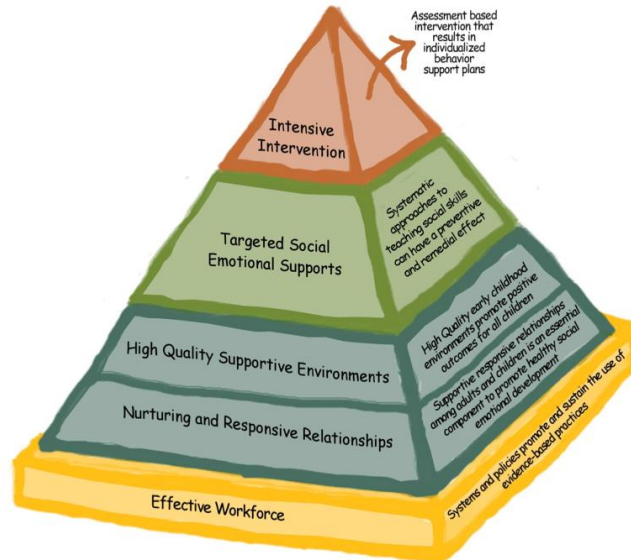 Assessment based
intervention that
results in
individualized
behavior
support plans
Intensive
Intervention
Systematic
approaches to
teaching social skills
can have a preventive
and remedial effect
Targeted Social
Emotional Supports
High Quality early childhood
environments promote positive
outcomes for all children
High Quality Supportive Environments
Supportive responsive relationships
among adults and children is an essential
component to promote healthy social
emotional development
Nurturing and Responsive Relationships
Systems and policies promote and sustain the use of
evidence-based practices
Effective Workforce